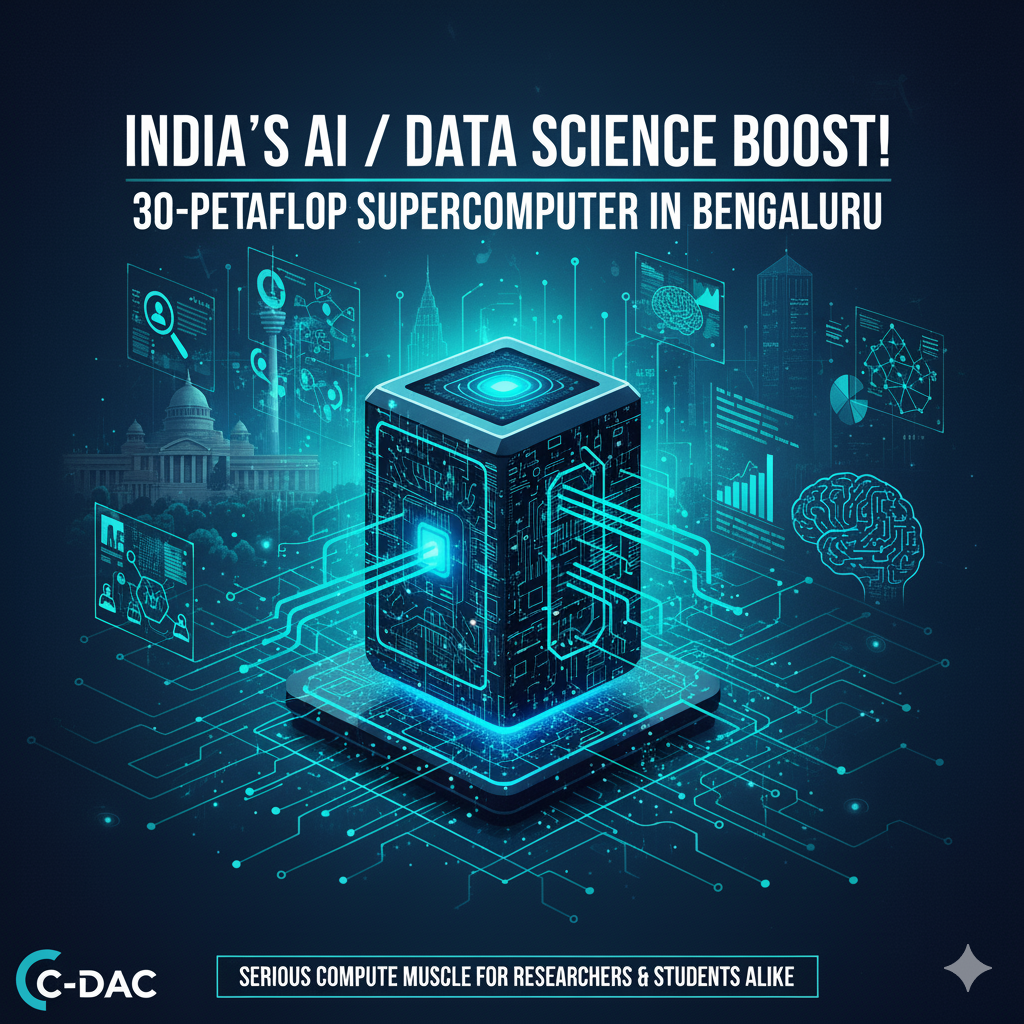 INDIA'S AI / DATA SCIENCE BOOST!
30-PETAFLOP SUPERCOMPUTER IN BENGALURU
C-DAC
SERIOUS COMPUTE MUSCLE FOR RESEARCHERS & STUDENTS ALIKE